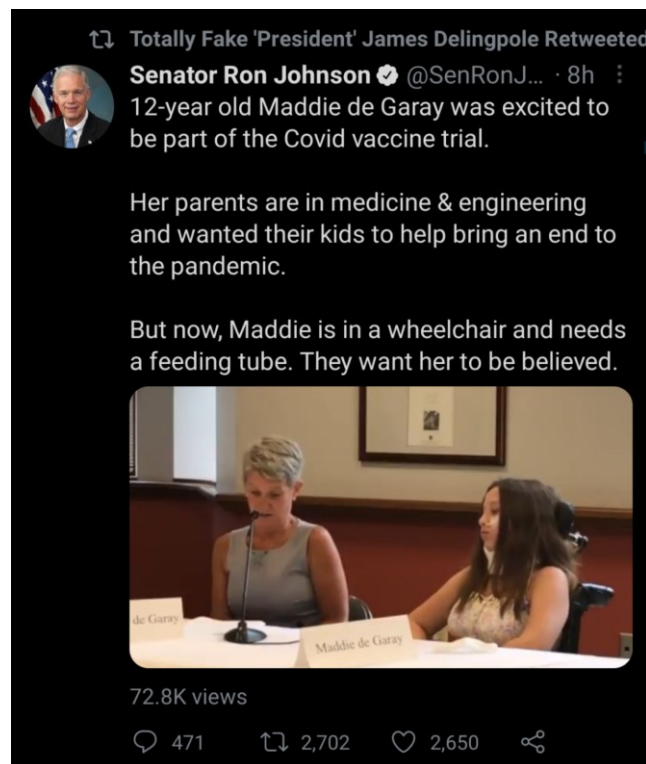 Totally Fake 'President' James Delingpole Retweeted
Senator Ron Johnson @SenRonJ... · 8h
12-year old Maddie de Garay was excited to
be part of the Covid vaccine trial.
Her parents are in medicine & engineering
and wanted their kids to help bring an end to
the pandemic.
But now, Maddie is in a wheelchair and needs
a feeding tube. They want her to be believed.
de Garay
Maddie de Garay
72.8K views
471 2,702 2,650